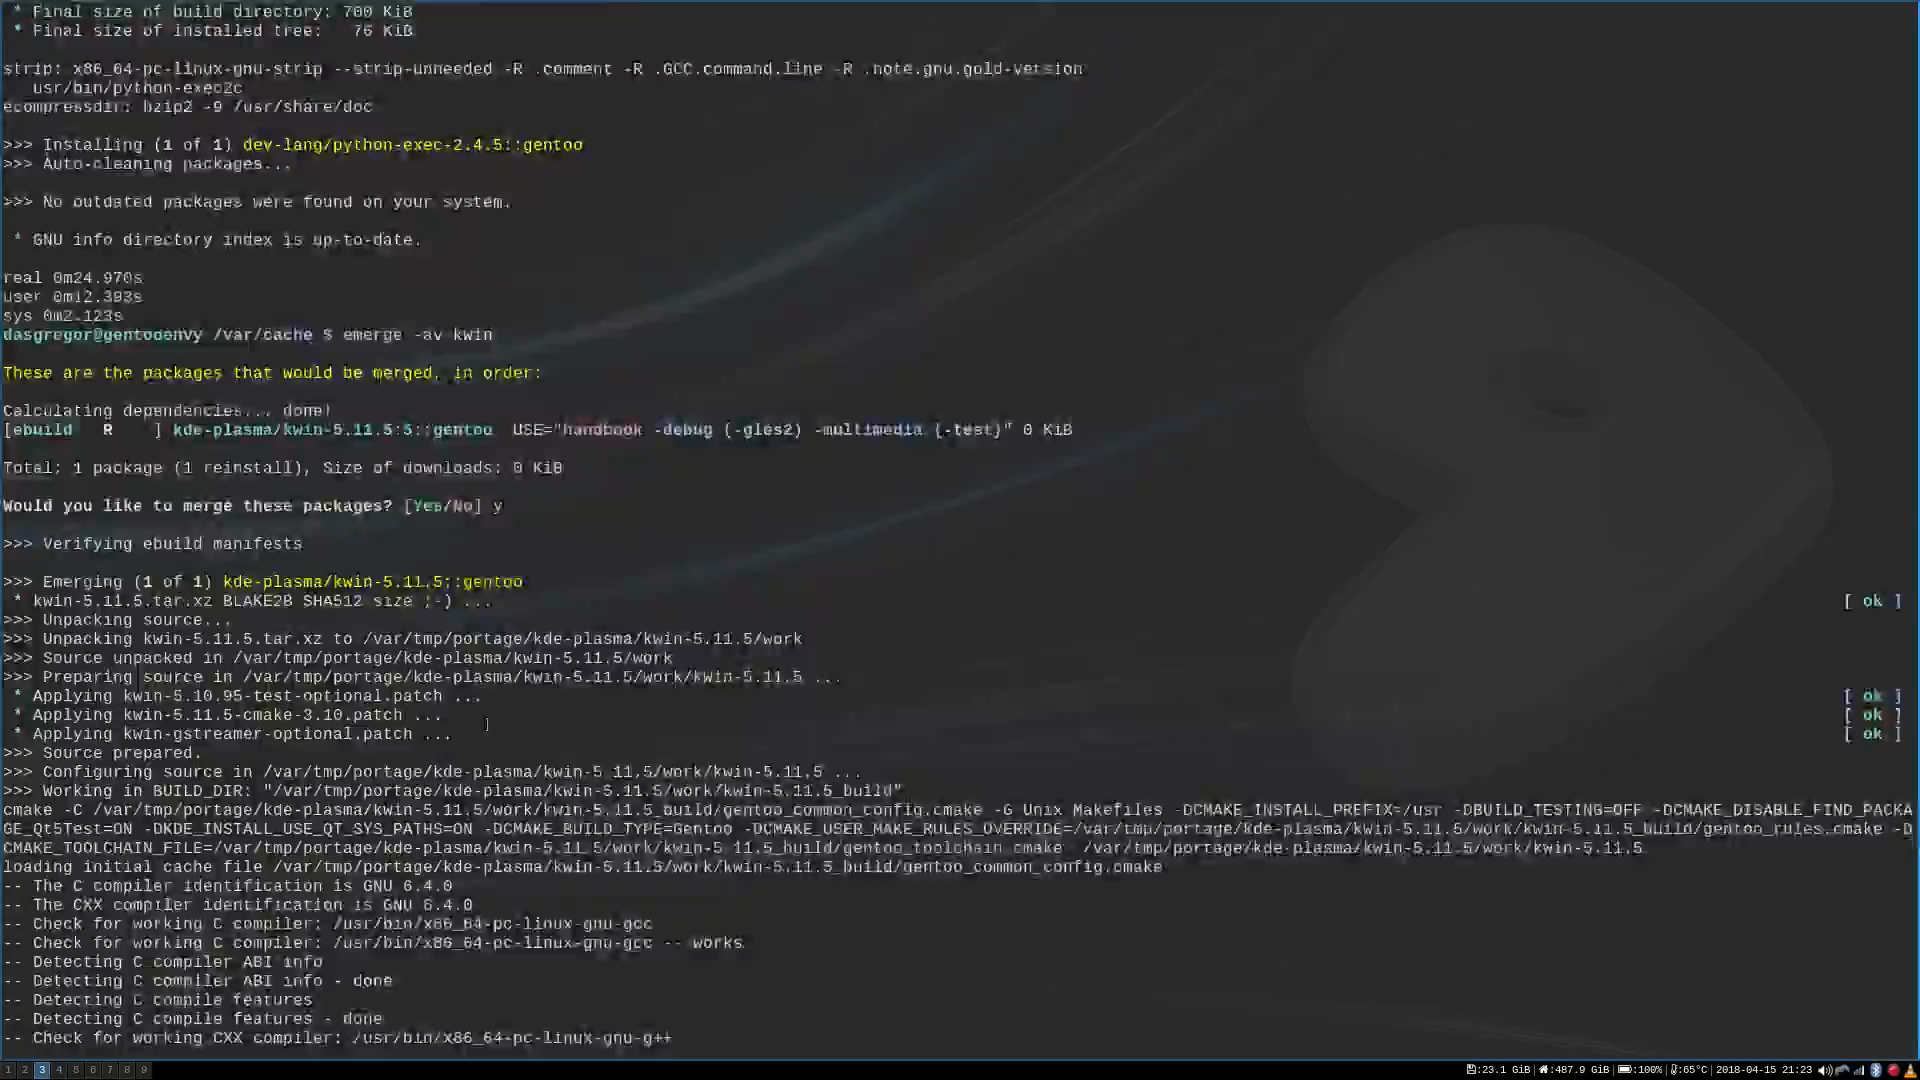 * Final size of build directory: 700 KiB
* Final size of installed tree:   76 KiB
strip: x86_64-pc-linux-gnu-strip --strip-unneeded -R .comment -R .GCC.command.line -R .note.gnu.gold-version
usr/bin/python-exec2c
ecompressdir: bzip2 -9 /usr/share/doc
>>> Installing (1 of 1) dev-lang/python-exec-2.4.5::gentoo
>>> Auto-cleaning packages...
>>> No outdated packages were found on your system.
* GNU info directory index is up-to-date.
real 0m24.970s
user 0m12.393s
sys 0m2.123s
dasgregor@gentooenvy /var/cache $ emerge -av kwin
These are the packages that would be merged, in order:
Calculating dependencies... done!
[ebuild   R    ] kde-plasma/kwin-5.11.5:5::gentoo  USE="handbook -debug (-gles2) -multimedia {-test}" 0 KiB
Total: 1 package (1 reinstall), Size of downloads: 0 KiB
Would you like to merge these packages? [Yes/No] y
>>> Verifying ebuild manifests
>>> Emerging (1 of 1) kde-plasma/kwin-5.11.5::gentoo
* kwin-5.11.5.tar.xz BLAKE2B SHA512 size ;-) ... [ ok ]
>>> Unpacking source...
>>> Unpacking kwin-5.11.5.tar.xz to /var/tmp/portage/kde-plasma/kwin-5.11.5/work
>>> Source unpacked in /var/tmp/portage/kde-plasma/kwin-5.11.5/work
>>> Preparing source in /var/tmp/portage/kde-plasma/kwin-5.11.5/work/kwin-5.11.5 ...
* Applying kwin-5.10.95-test-optional.patch ... [ ok ]
* Applying kwin-5.11.5-cmake-3.10.patch ... [ ok ]
* Applying kwin-gstreamer-optional.patch ... [ ok ]
>>> Source prepared.
>>> Configuring source in /var/tmp/portage/kde-plasma/kwin-5.11.5/work/kwin-5.11.5 ...
>>> Working in BUILD_DIR: "/var/tmp/portage/kde-plasma/kwin-5.11.5/work/kwin-5.11.5_build"
cmake -C /var/tmp/portage/kde-plasma/kwin-5.11.5/work/kwin-5.11.5_build/gentoo_common_config.cmake -G Unix Makefiles -DCMAKE_INSTALL_PREFIX=/usr -DBUILD_TESTING=OFF -DCMAKE_DISABLE_FIND_PACKA
GE_Qt5Test=ON -DKDE_INSTALL_USE_QT_SYS_PATHS=ON -DCMAKE_BUILD_TYPE=Gentoo -DCMAKE_USER_MAKE_RULES_OVERRIDE=/var/tmp/portage/kde-plasma/kwin-5.11.5/work/kwin-5.11.5_build/gentoo_rules.cmake -D
CMAKE_TOOLCHAIN_FILE=/var/tmp/portage/kde-plasma/kwin-5.11.5/work/kwin-5.11.5_build/gentoo_toolchain.cmake  /var/tmp/portage/kde-plasma/kwin-5.11.5/work/kwin-5.11.5
loading initial cache file /var/tmp/portage/kde-plasma/kwin-5.11.5/work/kwin-5.11.5_build/gentoo_common_config.cmake
-- The C compiler identification is GNU 6.4.0
-- The CXX compiler identification is GNU 6.4.0
-- Check for working C compiler: /usr/bin/x86_64-pc-linux-gnu-gcc
-- Check for working C compiler: /usr/bin/x86_64-pc-linux-gnu-gcc -- works
-- Detecting C compiler ABI info
-- Detecting C compiler ABI info - done
-- Detecting C compile features
-- Detecting C compile features - done
-- Check for working CXX compiler: /usr/bin/x86_64-pc-linux-gnu-g++
1 2 3 4 5 6 7 8 9 :23.1 GiB :487.9 GiB :100% :65°C 2018-04-15 21:23